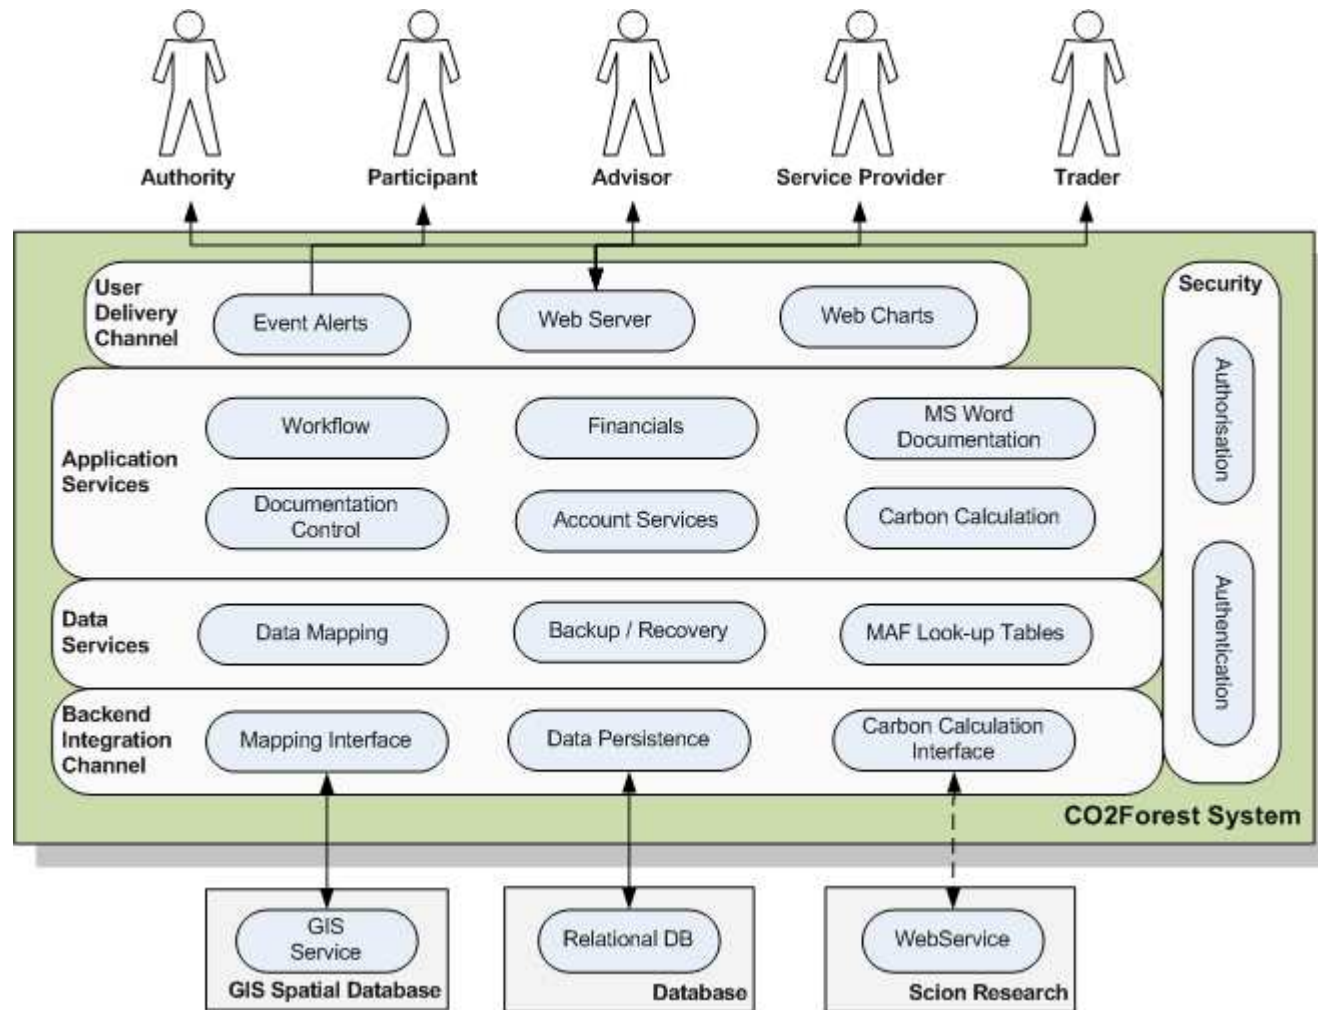 Authority
Participant
Advisor
Service Provider
Trader
User
Delivery
Channel
Event Alerts
Web Server
Web Charts
Security
Authorisation
Authentication
Application
Services
Workflow
Financials
MS Word
Documentation
Documentation
Control
Account Services
Carbon Calculation
Data
Services
Data Mapping
Backup / Recovery
MAF Look-up Tables
Backend
Integration
Channel
Mapping Interface
Data Persistence
Carbon Calculation
Interface
CO2Forest System
GIS
Service
GIS Spatial Database
Relational DB
Database
WebService
Scion Research